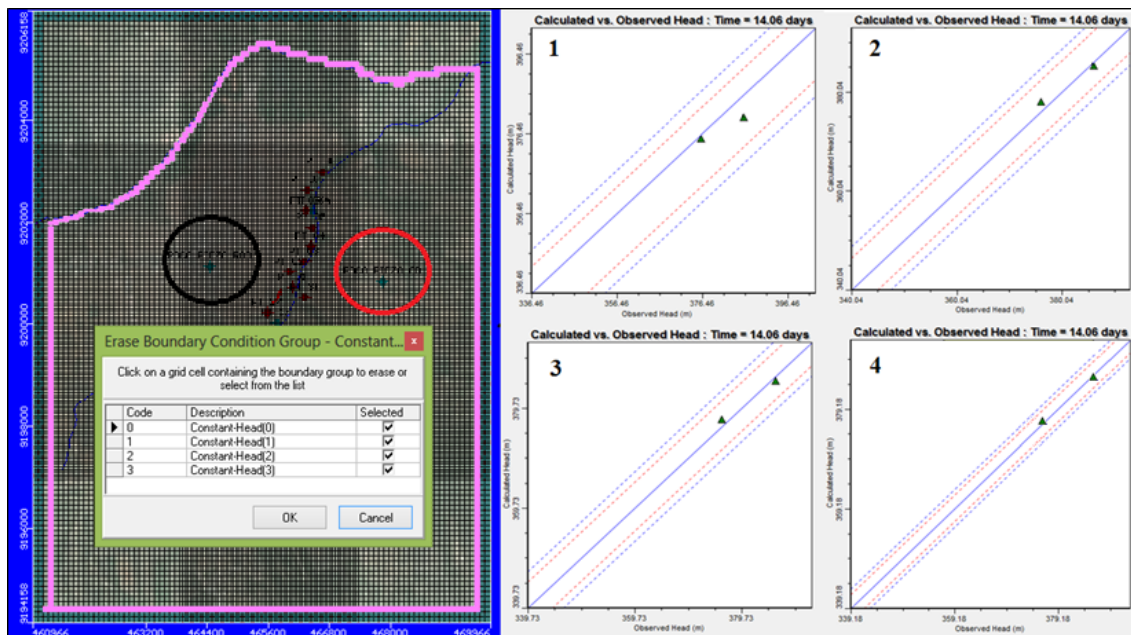 9206158
9204000
9202000
9200000
9198000
9196000
9194158
460966
463200
464400
465600
466800
468000
469966
Erase Boundary Condition Group - Constant...
x
Click on a grid cell containing the boundary group to erase or
select from the list
Code Description Selected
0 Constant-Head(0)
1 Constant-Head(1)
2 Constant-Head(2)
3 Constant-Head(3)
OK Cancel
Calculated vs. Observed Head : Time = 14.06 days
1
Calculated Head (m)
396.46
376.46
356.46
336.46
336.46 356.46 376.46 396.46
Observed Head (m)
Calculated vs. Observed Head : Time = 14.06 days
2
Calculated Head (m)
380.04
360.04
340.04
340.04 360.04 380.04
Observed Head (m)
Calculated vs. Observed Head : Time = 14.06 days
3
Calculated Head (m)
379.73
359.73
339.73
339.73 359.73 379.73
Observed Head (m)
Calculated vs. Observed Head : Time = 14.06 days
4
Calculated Head (m)
379.18
359.18
339.18
339.18 359.18 379.18
Observed Head (m)